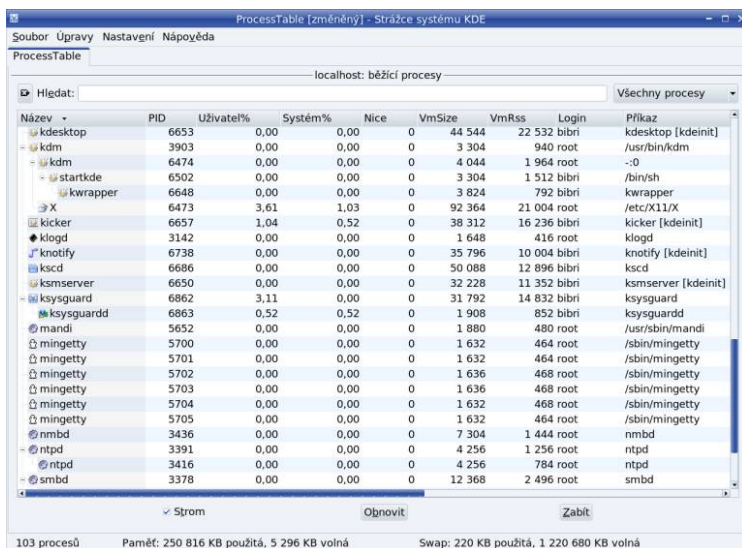 ProcessTable [změněný] - Strážce systému KDE
Soubor Úpravy Nastavení Nápověda
ProcessTable
localhost: běžící procesy
Hledat: Všechny procesy
Název PID Uživatel% Systém% Nice VmSize VmRss Login Příkaz
kdesktop 6653 0,00 0,00 0 44 544 22 532 bibri kdesktop [kdeinit]
kdm 3903 0,00 0,00 0 3 304 940 root /usr/bin/kdm
kdm 6474 0,00 0,00 0 4 044 1 964 root -:0
startkde 6502 0,00 0,00 0 3 304 1 512 bibri /bin/sh
kwrapper 6648 0,00 0,00 0 3 824 792 bibri kwrapper
X 6473 3,61 1,03 0 92 364 21 004 root /etc/X11/X
kicker 6657 1,04 0,52 0 38 312 16 236 bibri kicker [kdeinit]
klogd 3142 0,00 0,00 0 1 648 416 root klogd
knotify 6738 0,00 0,00 0 35 796 10 004 bibri knotify [kdeinit]
kscd 6686 0,00 0,00 0 50 088 12 896 bibri kscd
ksmserver 6650 0,00 0,00 0 32 228 11 352 bibri ksmserver [kdeinit]
ksysguard 6862 3,11 0,00 0 31 792 14 832 bibri ksysguard
ksysguardd 6863 0,52 0,52 0 1 908 852 bibri ksysguardd
mandi 5652 0,00 0,00 0 1 880 480 root /usr/sbin/mandi
mingetty 5700 0,00 0,00 0 1 632 464 root /sbin/mingetty
mingetty 5701 0,00 0,00 0 1 632 464 root /sbin/mingetty
mingetty 5702 0,00 0,00 0 1 636 468 root /sbin/mingetty
mingetty 5703 0,00 0,00 0 1 636 468 root /sbin/mingetty
mingetty 5704 0,00 0,00 0 1 632 468 root /sbin/mingetty
mingetty 5705 0,00 0,00 0 1 632 464 root /sbin/mingetty
nmbd 3436 0,00 0,00 0 7 304 1 444 root nmbd
ntpd 3391 0,00 0,00 0 4 256 1 256 root ntpd
ntpd 3416 0,00 0,00 0 4 256 784 root ntpd
smbd 3378 0,00 0,00 0 12 368 2 496 root smbd
Strom Obnovit Zabít
103 procesů Paměť: 250 816 KB použitá, 5 296 KB volná Swap: 220 KB použitá, 1 220 680 KB volná